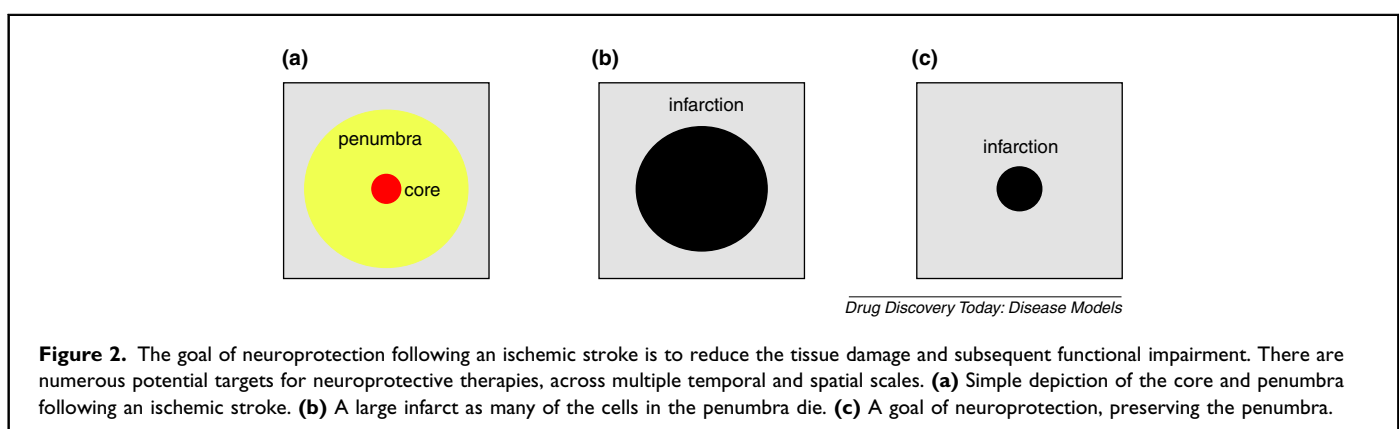 (a)
(b)
(c)
penumbra
core
infarction
infarction
Drug Discovery Today: Disease Models
Figure 2. The goal of neuroprotection following an ischemic stroke is to reduce the tissue damage and subsequent functional impairment. There are
numerous potential targets for neuroprotective therapies, across multiple temporal and spatial scales. (a) Simple depiction of the core and penumbra
following an ischemic stroke. (b) A large infarct as many of the cells in the penumbra die. (c) A goal of neuroprotection, preserving the penumbra.